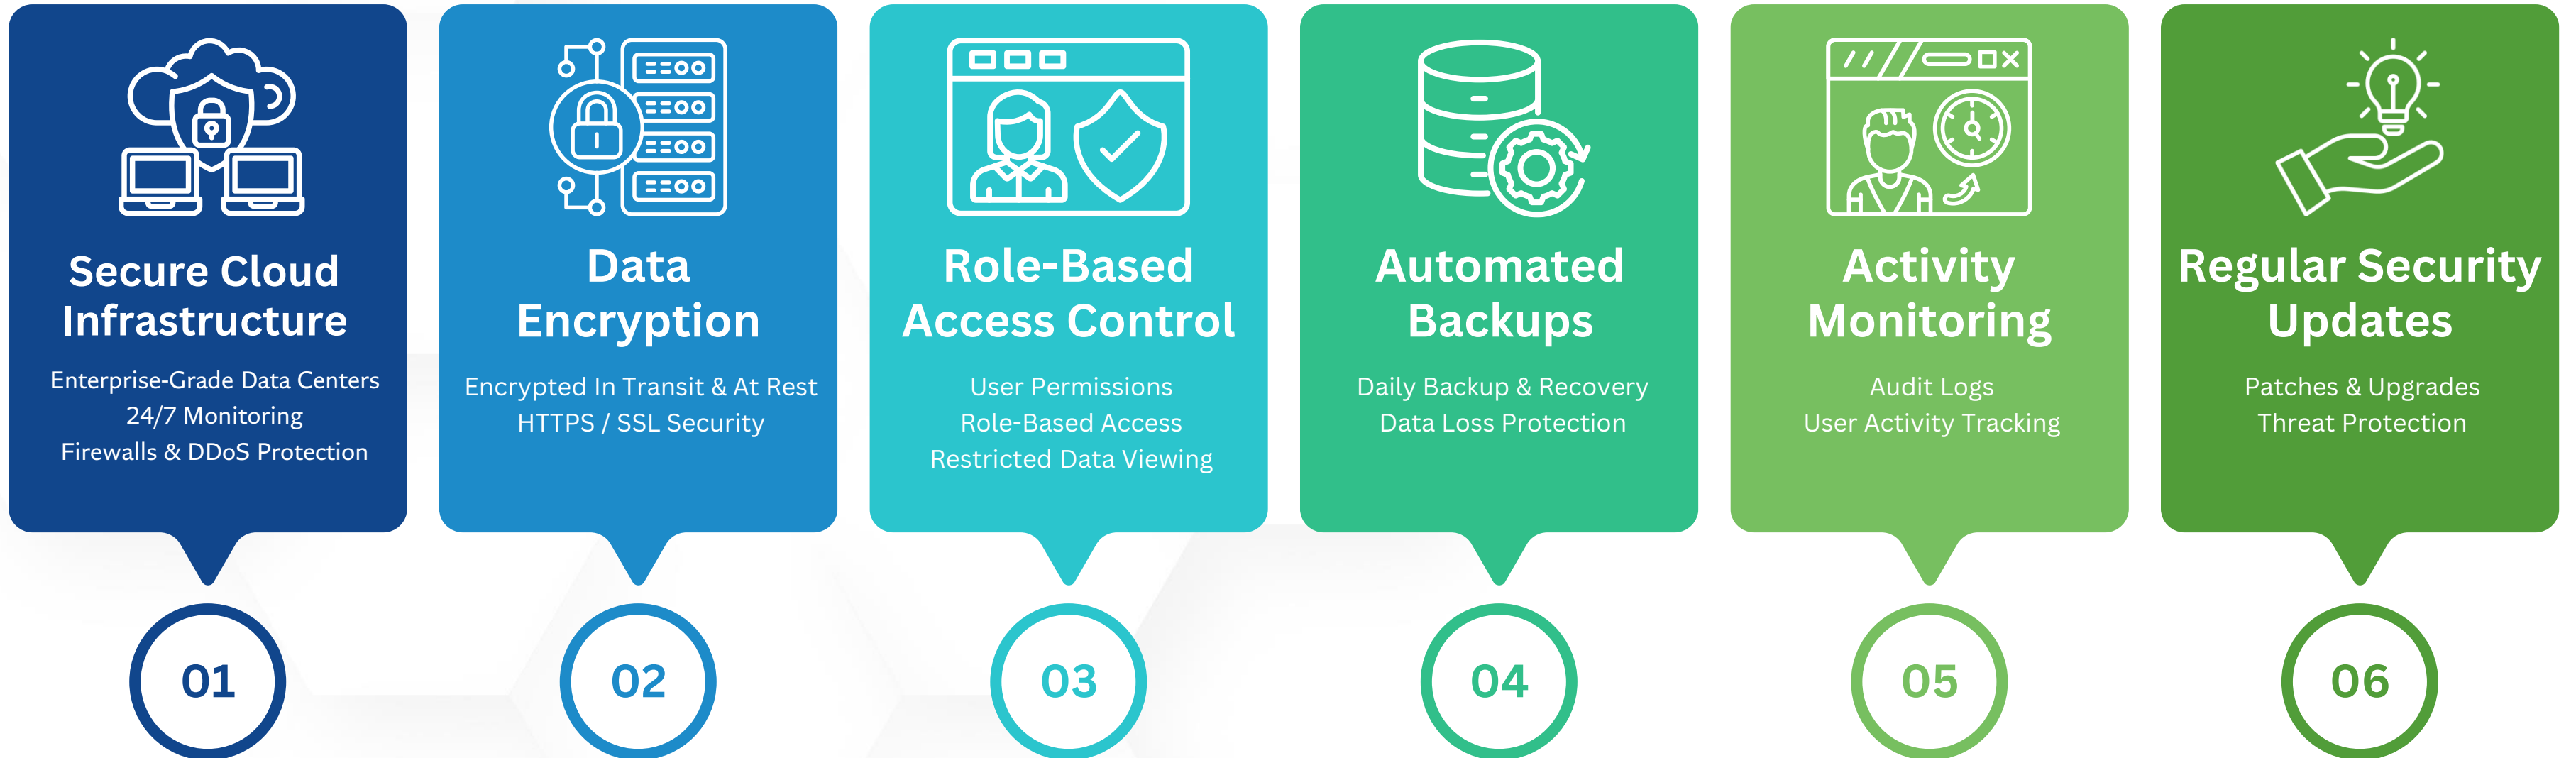 Secure Cloud
Infrastructure
Enterprise-Grade Data Centers
24/7 Monitoring
Firewalls & DDoS Protection
01
Data
Encryption
Encrypted In Transit & At Rest
HTTPS / SSL Security
02
Role-Based
Access Control
User Permissions
Role-Based Access
Restricted Data Viewing
03
Automated
Backups
Daily Backup & Recovery
Data Loss Protection
04
Activity
Monitoring
Audit Logs
User Activity Tracking
05
Regular Security
Updates
Patches & Upgrades
Threat Protection
06